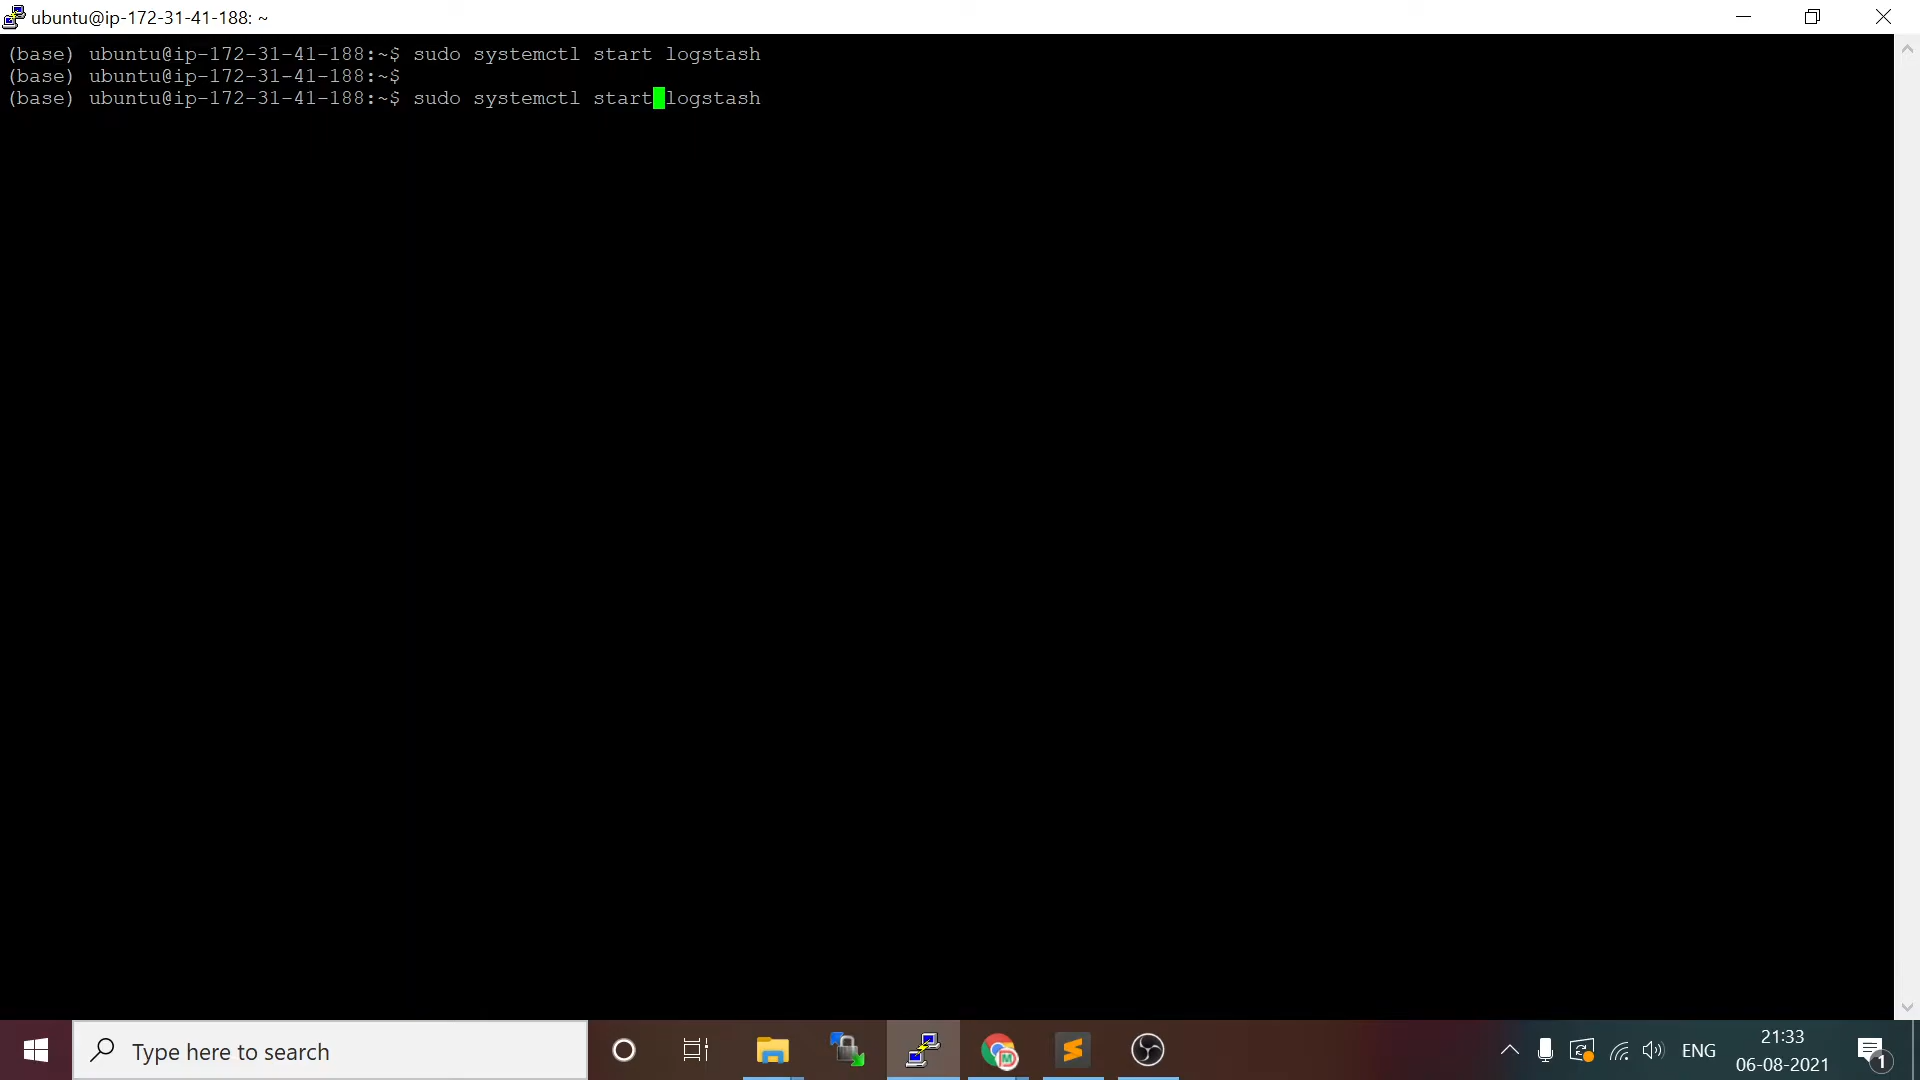 ubuntu@ip-172-31-41-188: ~
(base) ubuntu@ip-172-31-41-188:~$ sudo systemctl start logstash
(base) ubuntu@ip-172-31-41-188:~$
(base) ubuntu@ip-172-31-41-188:~$ sudo systemctl start logstash
Type here to search
M
ENG
21:33
06-08-2021
1